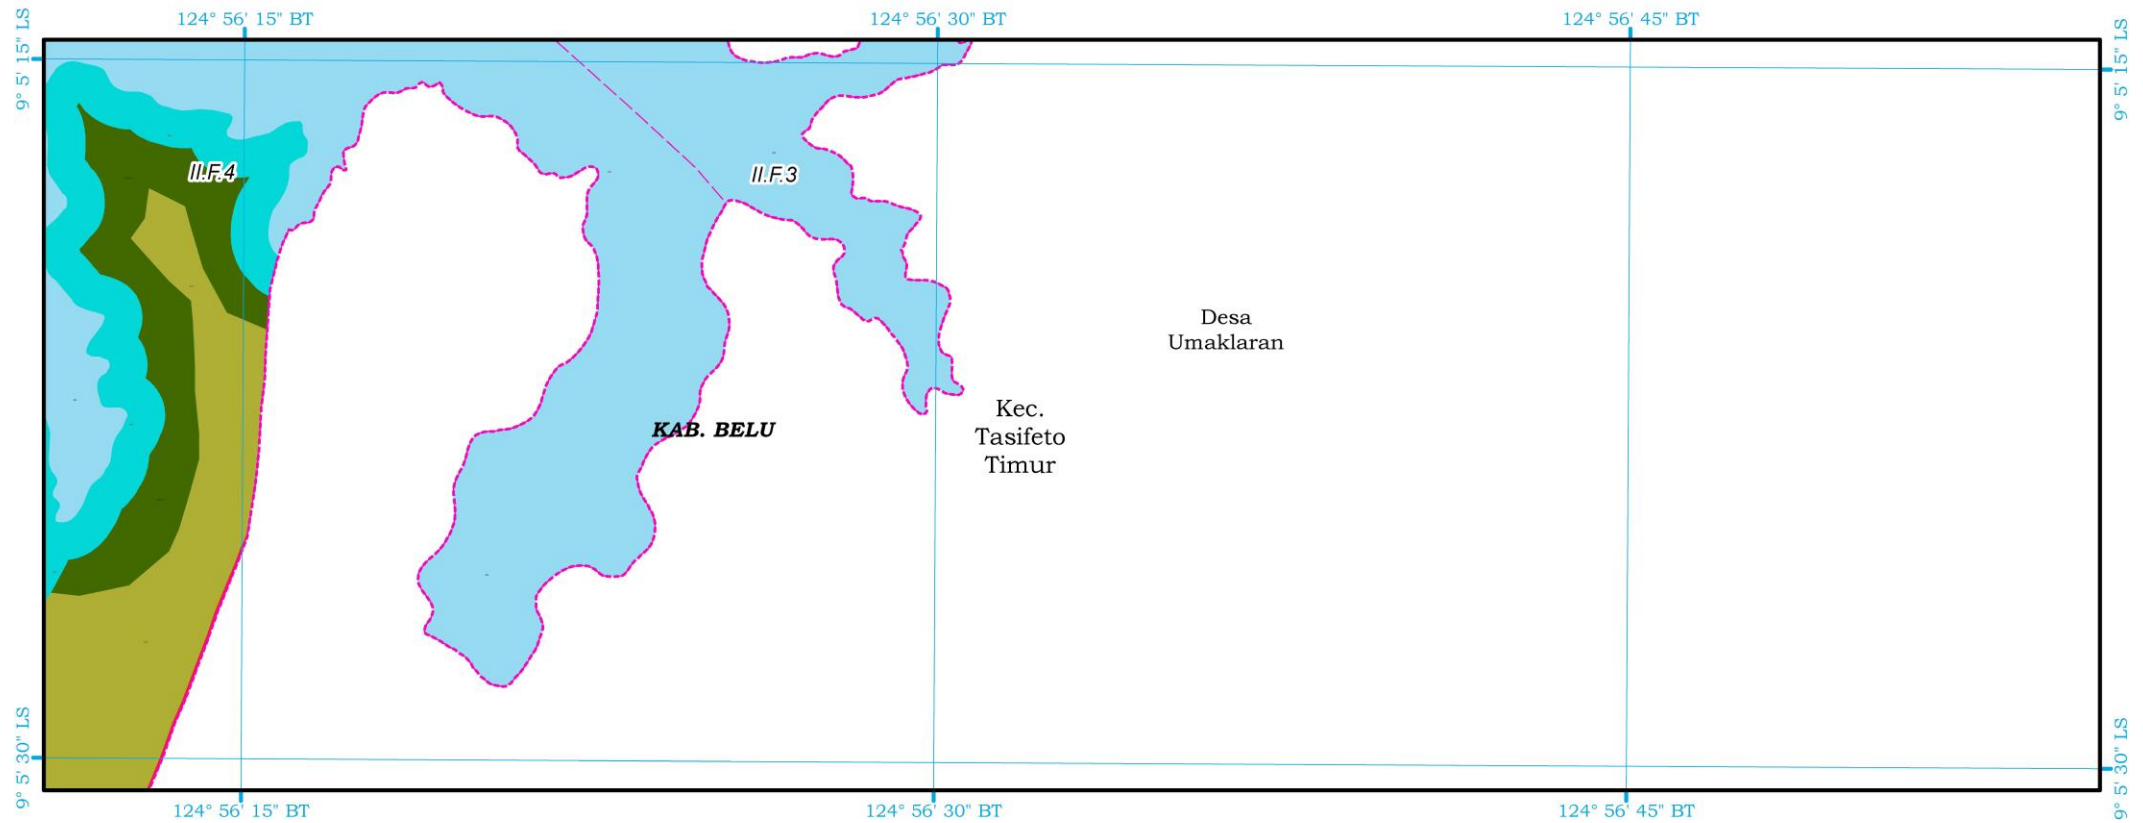 124° 56' 15" BT
124° 56' 30" BT
124° 56' 45" BT
9° 5' 15" LS
9° 5' 15" LS
II.F.4
II.F.3
Desa
Umaklaran
Kec.
Tasifeto
Timur
KAB. BELU
9° 5' 30" LS
9° 5' 30" LS
124° 56' 15" BT
124° 56' 30" BT
124° 56' 45" BT